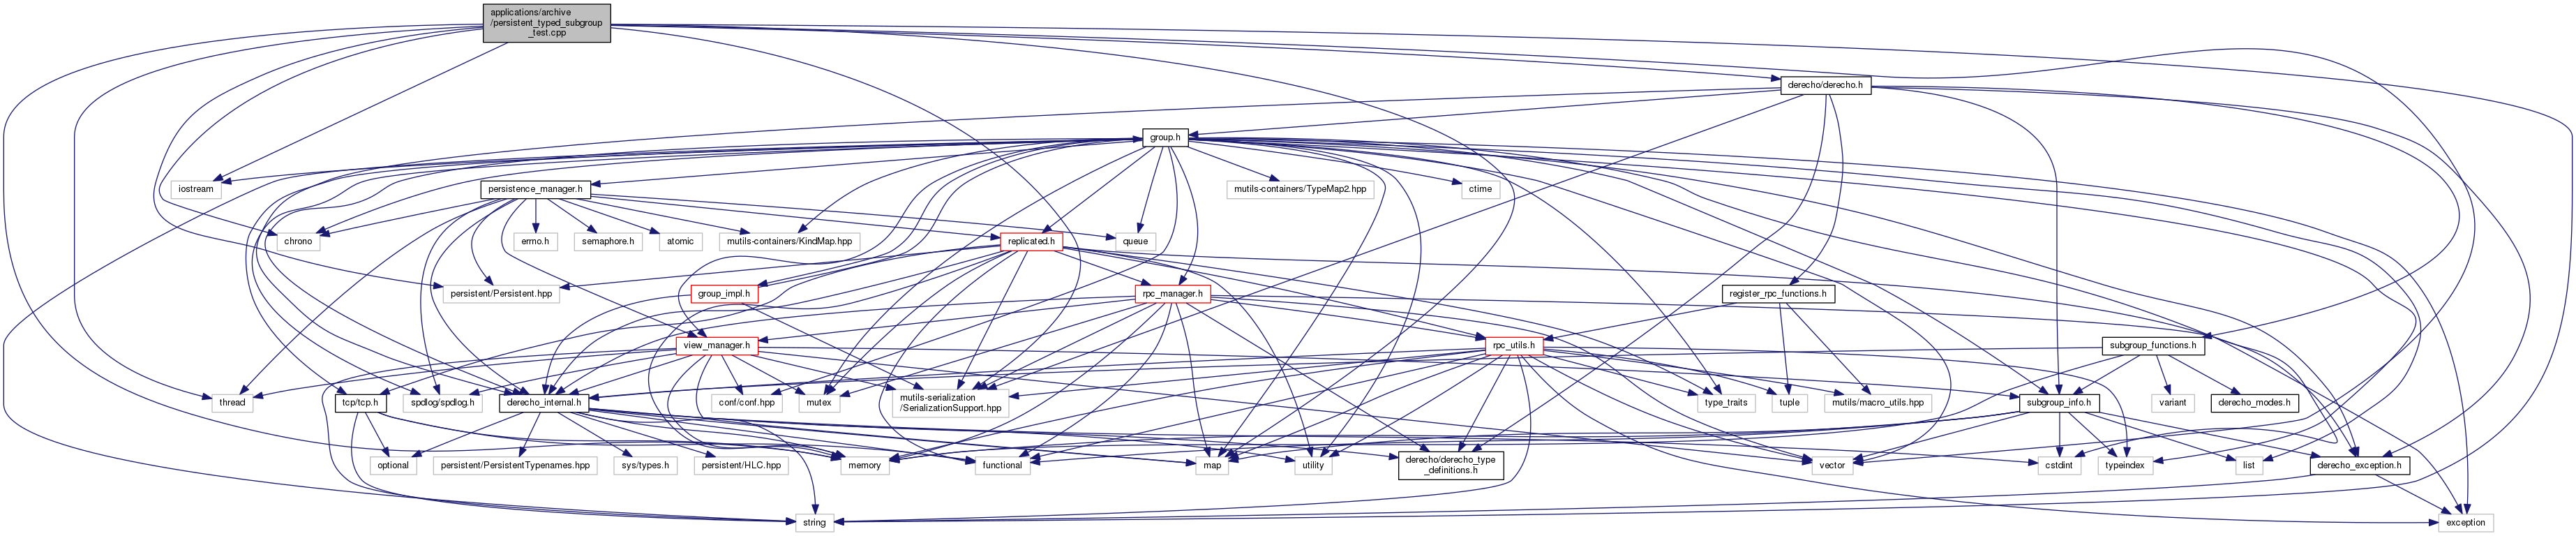 applications/archive
/persistent_typed_subgroup
_test.cpp
derecho/derecho.h
group.h
iostream
persistence_manager.h
mutils-containers/TypeMap2.hpp
ctime
chrono
errno.h
semaphore.h
atomic
mutils-containers/KindMap.hpp
queue
replicated.h
persistent/Persistent.hpp
group_impl.h
rpc_manager.h
register_rpc_functions.h
view_manager.h
rpc_utils.h
subgroup_functions.h
thread
tcp/tcp.h
spdlog/spdlog.h
derecho_internal.h
conf/conf.hpp
mutex
mutils-serialization
/SerializationSupport.hpp
type_traits
tuple
mutils/macro_utils.hpp
subgroup_info.h
variant
derecho_modes.h
optional
persistent/PersistentTypenames.hpp
sys/types.h
persistent/HLC.hpp
memory
functional
map
utility
derecho/derecho_type
_definitions.h
vector
cstdint
typeindex
list
derecho_exception.h
string
exception